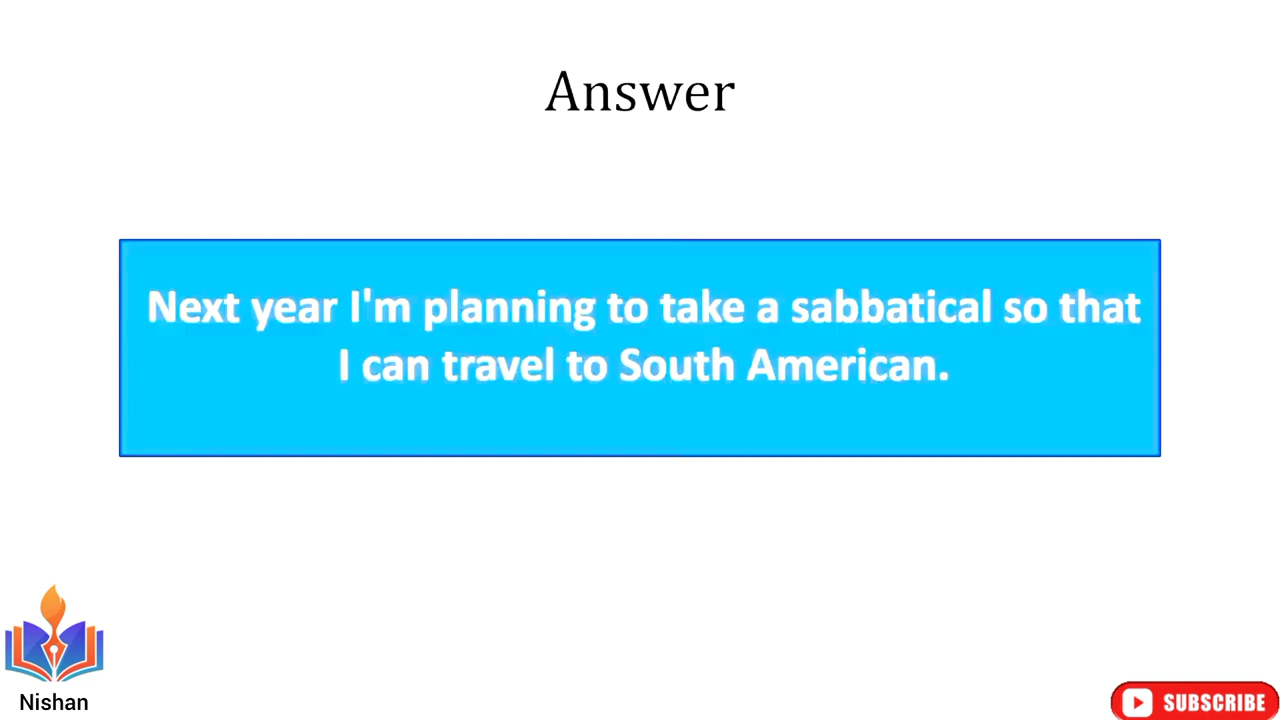 Answer
Next year I'm planning to take a sabbatical so that
I can travel to South American.
Nishan
SUBSCRIBE